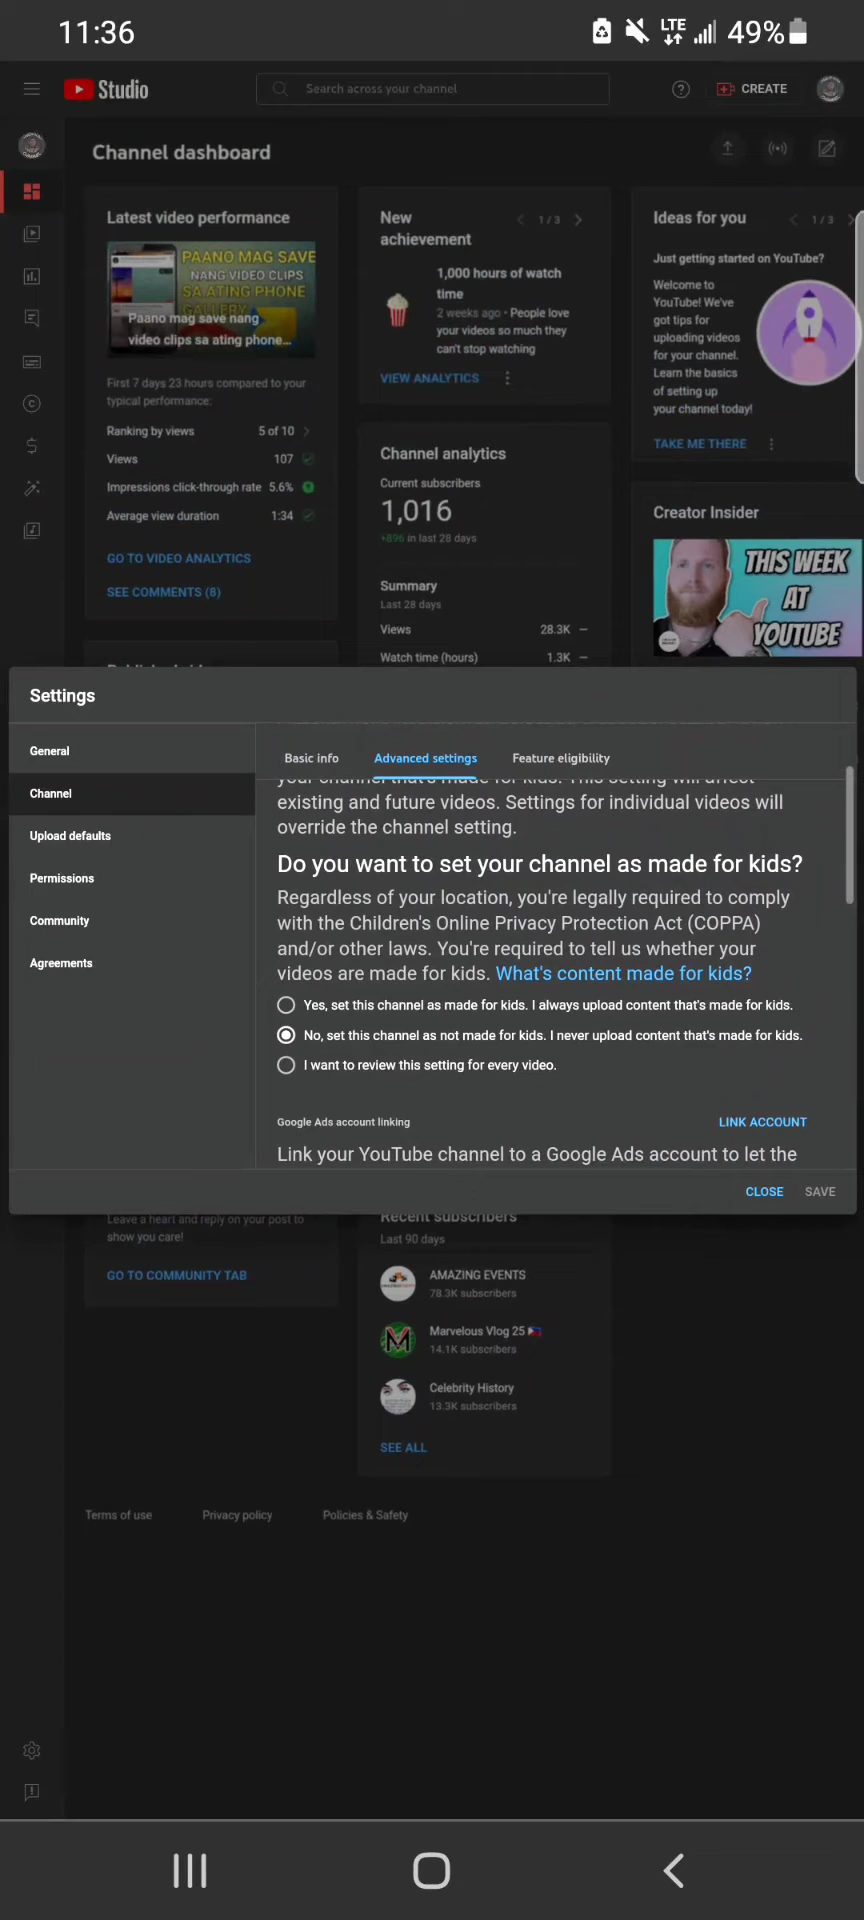 11:36
LTE
49%
Studio
Search across your channel
CREATE
Channel dashboard
Latest video performance
PAANO MAG SAVE
NANG VIDEO CLIPS
SA ATING PHONE
GALLERY
Paano mag save nang
video clips sa ating phone...
First 7 days 23 hours compared to your
typical performance:
Ranking by views 5 of 10
Views 107
Impressions click-through rate 5.6%
Average view duration 1:34
GO TO VIDEO ANALYTICS
SEE COMMENTS (8)
New
achievement
1 / 3
1,000 hours of watch
time
2 weeks ago • People love
your videos so much they
can't stop watching
VIEW ANALYTICS
Channel analytics
Current subscribers
1,016
+896 in last 28 days
Summary
Last 28 days
Views 28.3K —
Watch time (hours) 1.3K —
Ideas for you
1 / 3
Just getting started on YouTube?
Welcome to
YouTube! We've
got tips for
uploading videos
for your channel.
Learn the basics
of setting up
your channel today!
TAKE ME THERE
Creator Insider
THIS WEEK
AT
YOUTUBE
Settings
General
Channel
Upload defaults
Permissions
Community
Agreements
Basic info
Advanced settings
Feature eligibility
your channel that's made for kids. This setting will affect
existing and future videos. Settings for individual videos will
override the channel setting.
Do you want to set your channel as made for kids?
Regardless of your location, you're legally required to comply
with the Children's Online Privacy Protection Act (COPPA)
and/or other laws. You're required to tell us whether your
videos are made for kids. What's content made for kids?
Yes, set this channel as made for kids. I always upload content that's made for kids.
No, set this channel as not made for kids. I never upload content that's made for kids.
I want to review this setting for every video.
Google Ads account linking
LINK ACCOUNT
Link your YouTube channel to a Google Ads account to let the
CLOSE
SAVE
Leave a heart and reply on your post to
show you care!
GO TO COMMUNITY TAB
Recent subscribers
Last 90 days
AMAZING EVENTS
78.3K subscribers
Marvelous Vlog 25
14.1K subscribers
Celebrity History
13.3K subscribers
SEE ALL
Terms of use
Privacy policy
Policies & Safety